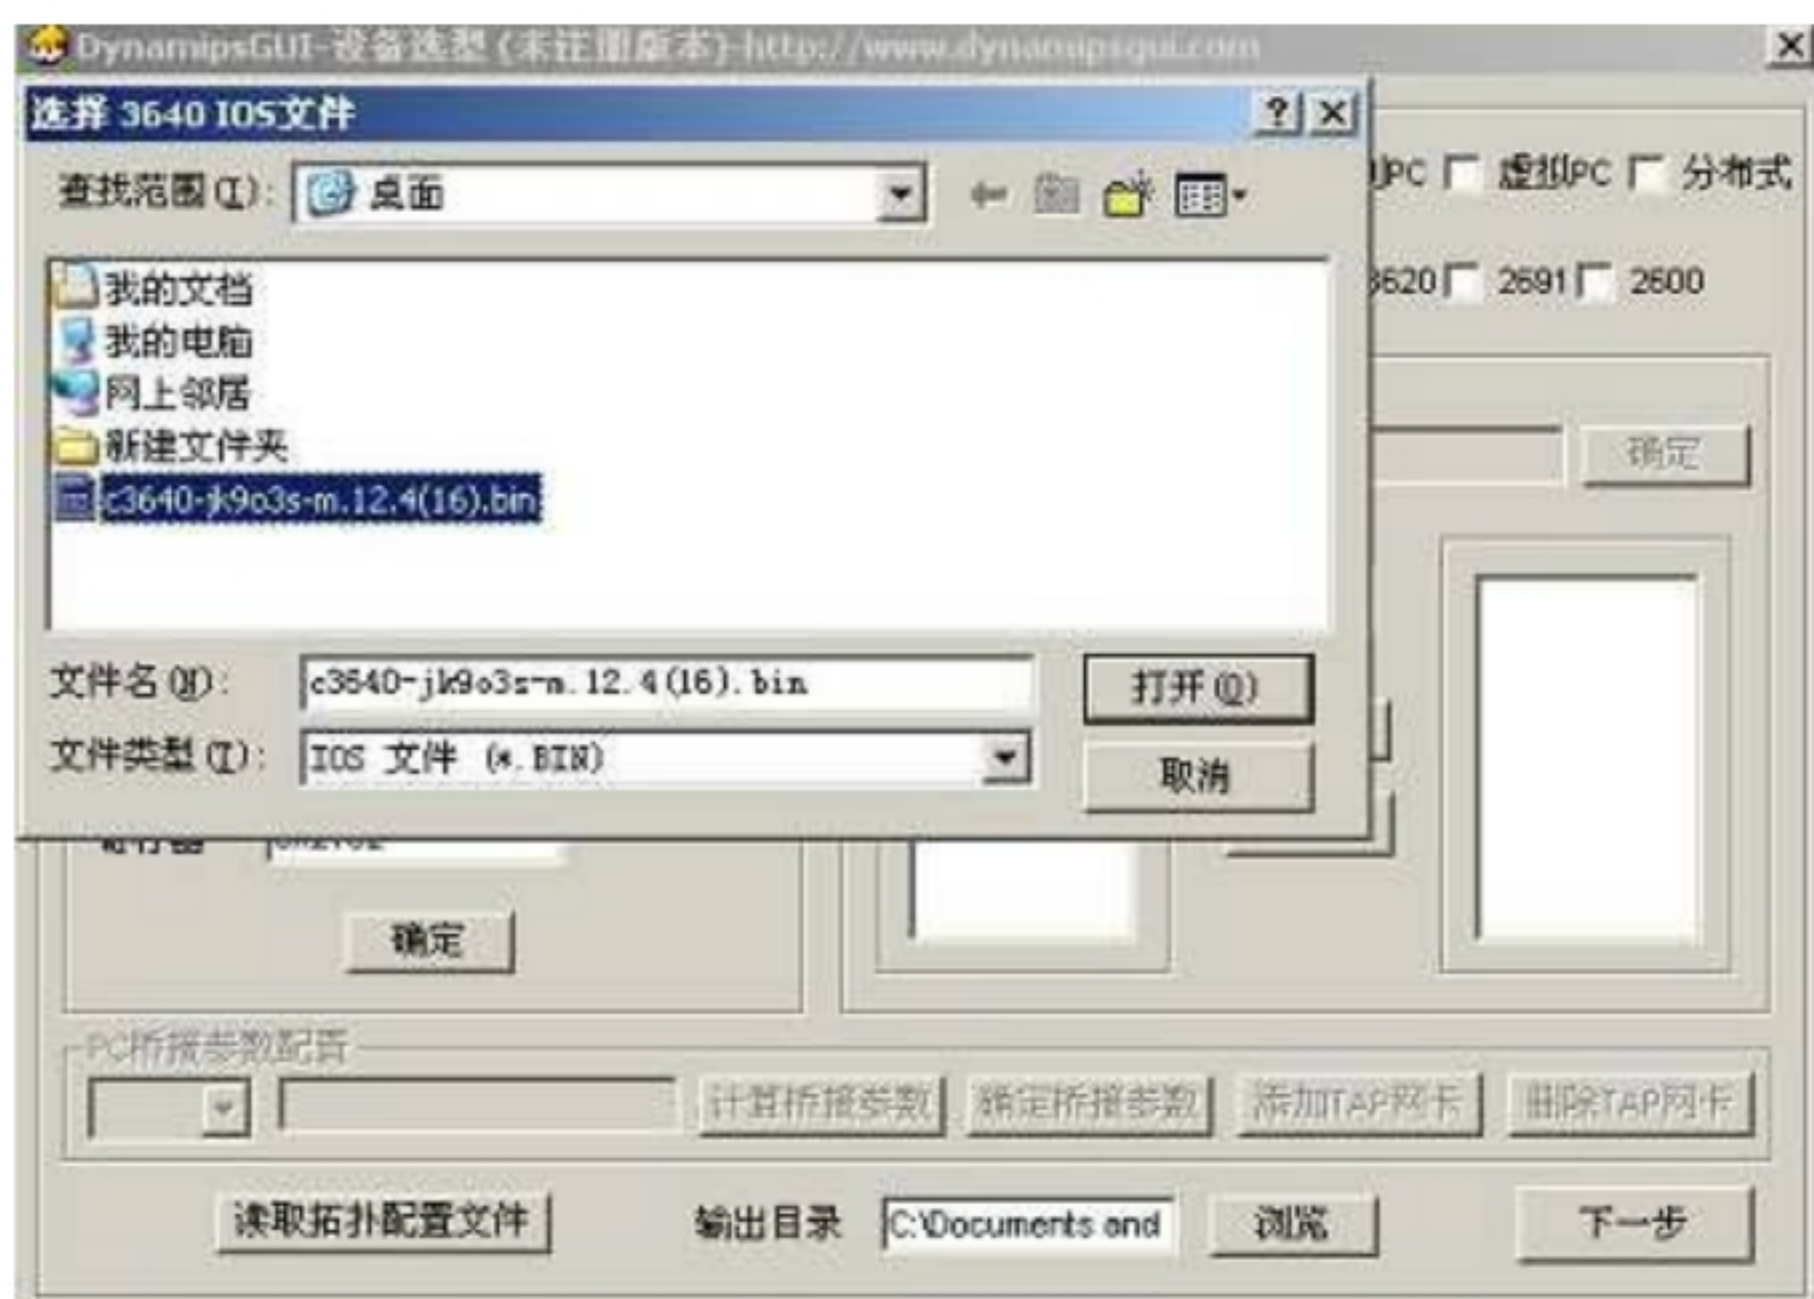 DynamipsGUI-设备选型 (未注册版本)-http://www.dynamipsgui.com
选择 3640 IOS文件
查找范围(I): 桌面
PC 虚拟PC 分布式
我的文档
3620 2691 2600
我的电脑
网上邻居
新建文件夹
确定
c3640-jk9o3s-m.12.4(16).bin
文件名(N): c3640-jk9o3s-m.12.4(16).bin 打开(O)
文件类型(T): IOS 文件 (*.BIN) 取消
确定
PC桥接参数配置
计算桥接参数 确定桥接参数 添加TAP网卡 删除TAP网卡
读取拓扑配置文件 输出目录 C:\Documents and 浏览 下一步